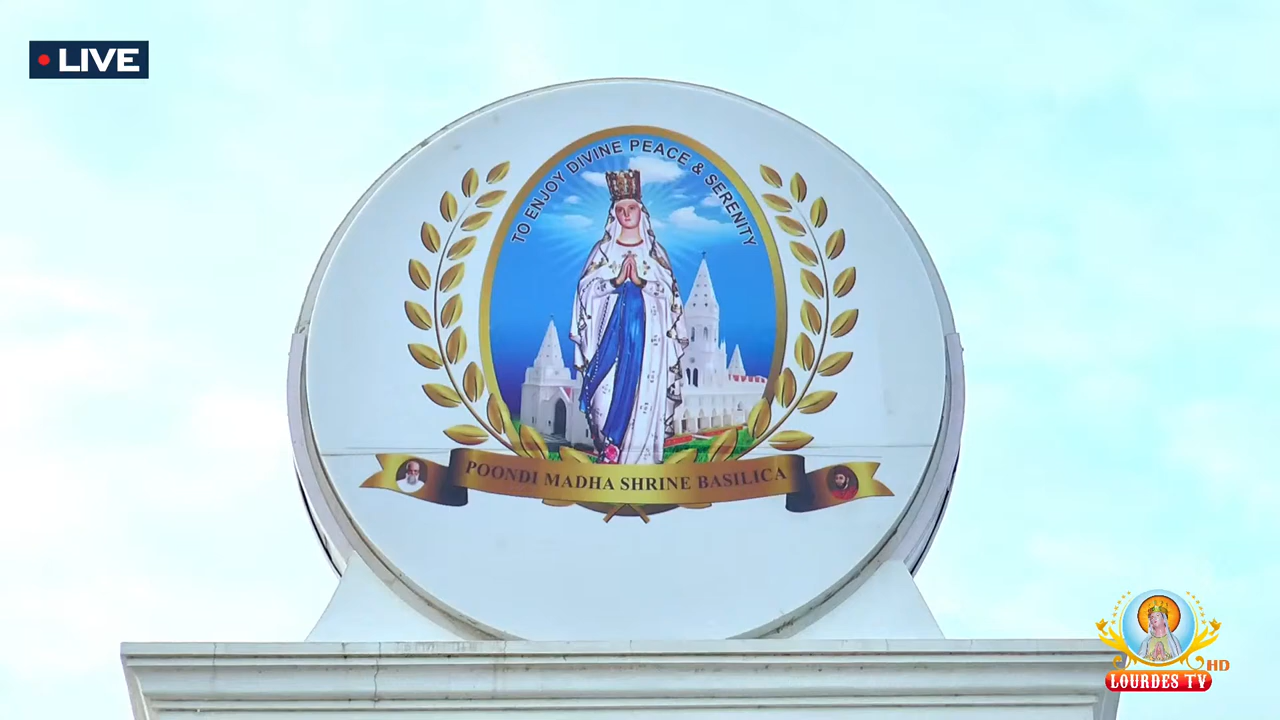 LIVE
TO ENJOY DIVINE PEACE & SERENITY
POONDI MADHA SHRINE BASILICA
HD
LOURDES TV